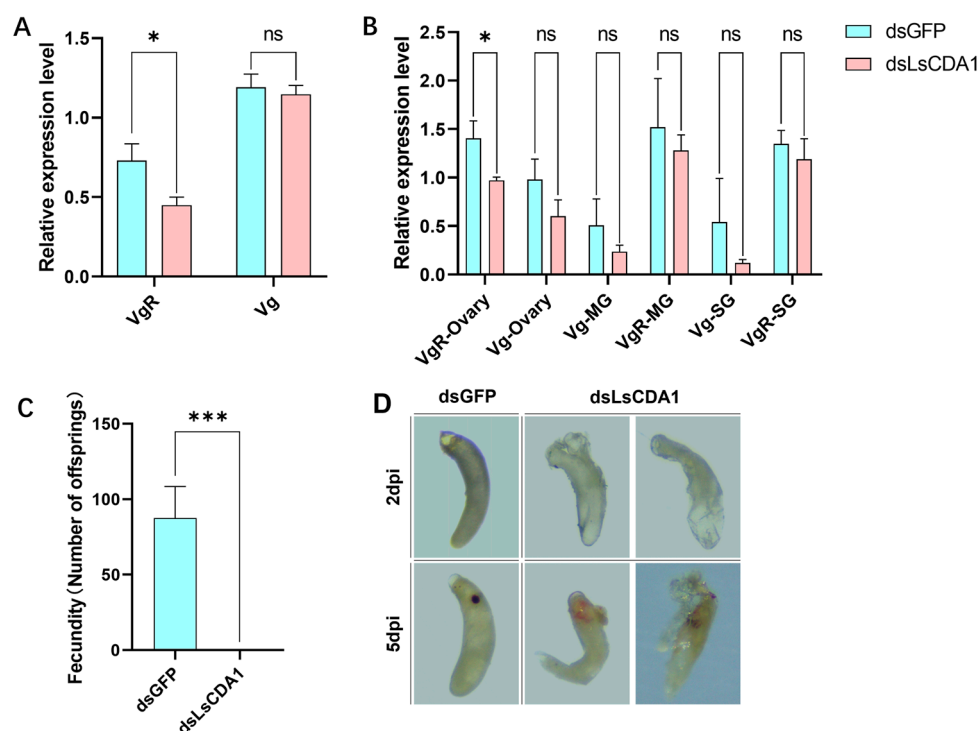 A
Relative expression level
1.5
1.0
0.5
0.0
*
ns
VgR
Vg
B
Relative expression level
2.5
2.0
1.5
1.0
0.5
0.0
*
ns
ns
ns
ns
ns
VgR-Ovary
Vg-Ovary
Vg-MG
VgR-MG
Vg-SG
VgR-SG
dsGFP
dsLsCDA1
C
Fecundity(Number of offsprings)
150
100
50
0
***
dsGFP
dsLsCDA1
D
dsGFP
dsLsCDA1
2dpi
5dpi